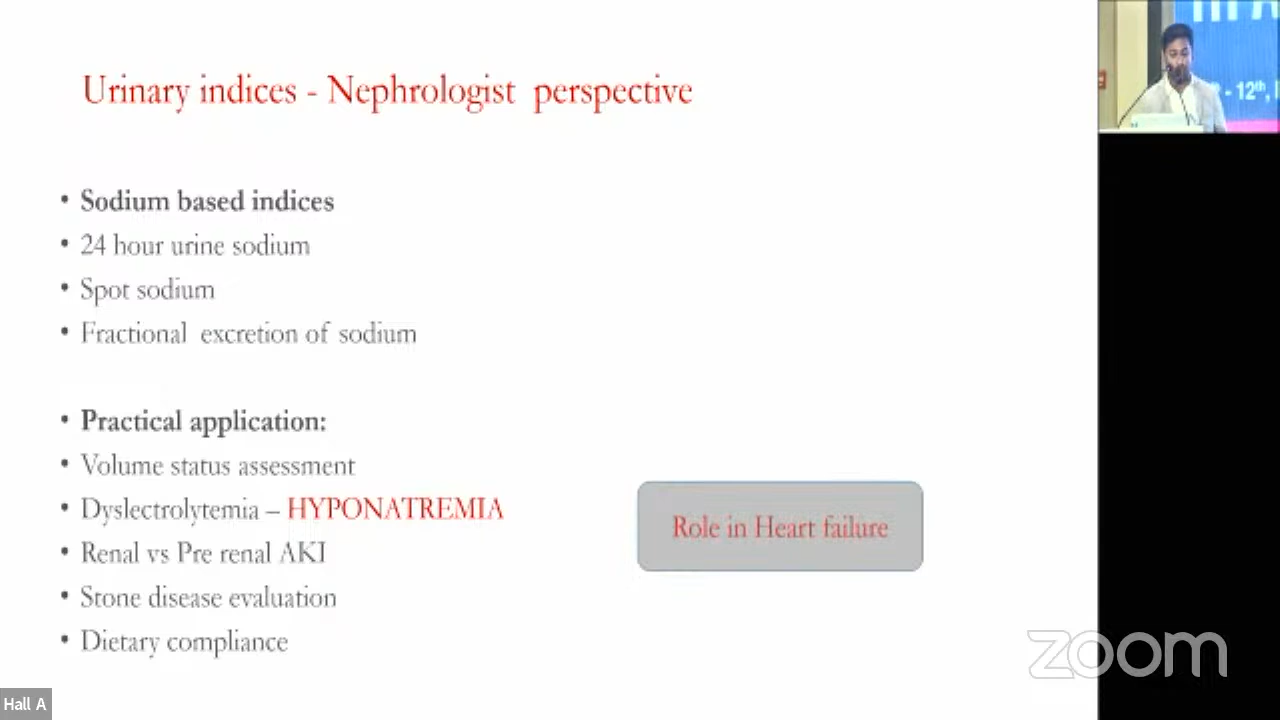 Urinary indices - Nephrologist perspective
• Sodium based indices
• 24 hour urine sodium
• Spot sodium
• Fractional excretion of sodium
• Practical application:
• Volume status assessment
• Dyslectrolytemia – HYPONATREMIA
• Renal vs Pre renal AKI
• Stone disease evaluation
• Dietary compliance
Role in Heart failure
- 12th,
zoom
Hall A